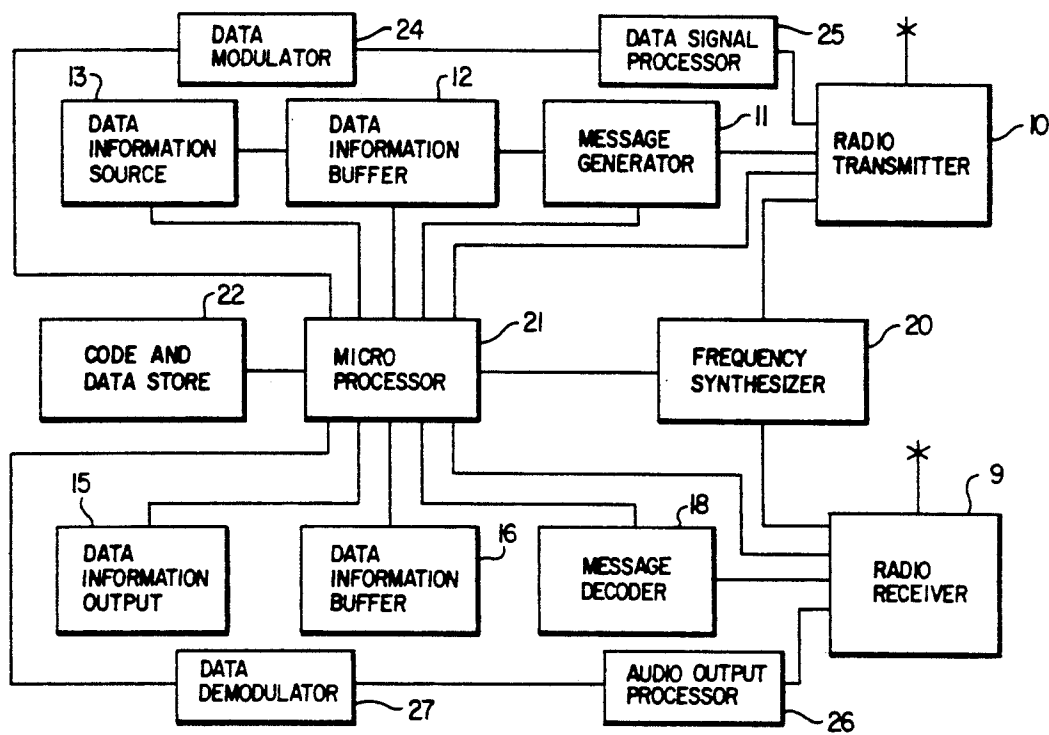 DATA
MODULATOR
24
DATA SIGNAL
PROCESSOR
25
13
DATA
INFORMATION
SOURCE
12
DATA
INFORMATION
BUFFER
11
MESSAGE
GENERATOR
RADIO
TRANSMITTER
10
22
CODE AND
DATA STORE
21
MICRO
PROCESSOR
20
FREQUENCY
SYNTHESIZER
15
DATA
INFORMATION
OUTPUT
16
DATA
INFORMATION
BUFFER
18
MESSAGE
DECODER
9
RADIO
RECEIVER
DATA
DEMODULATOR
27
AUDIO OUTPUT
PROCESSOR
26